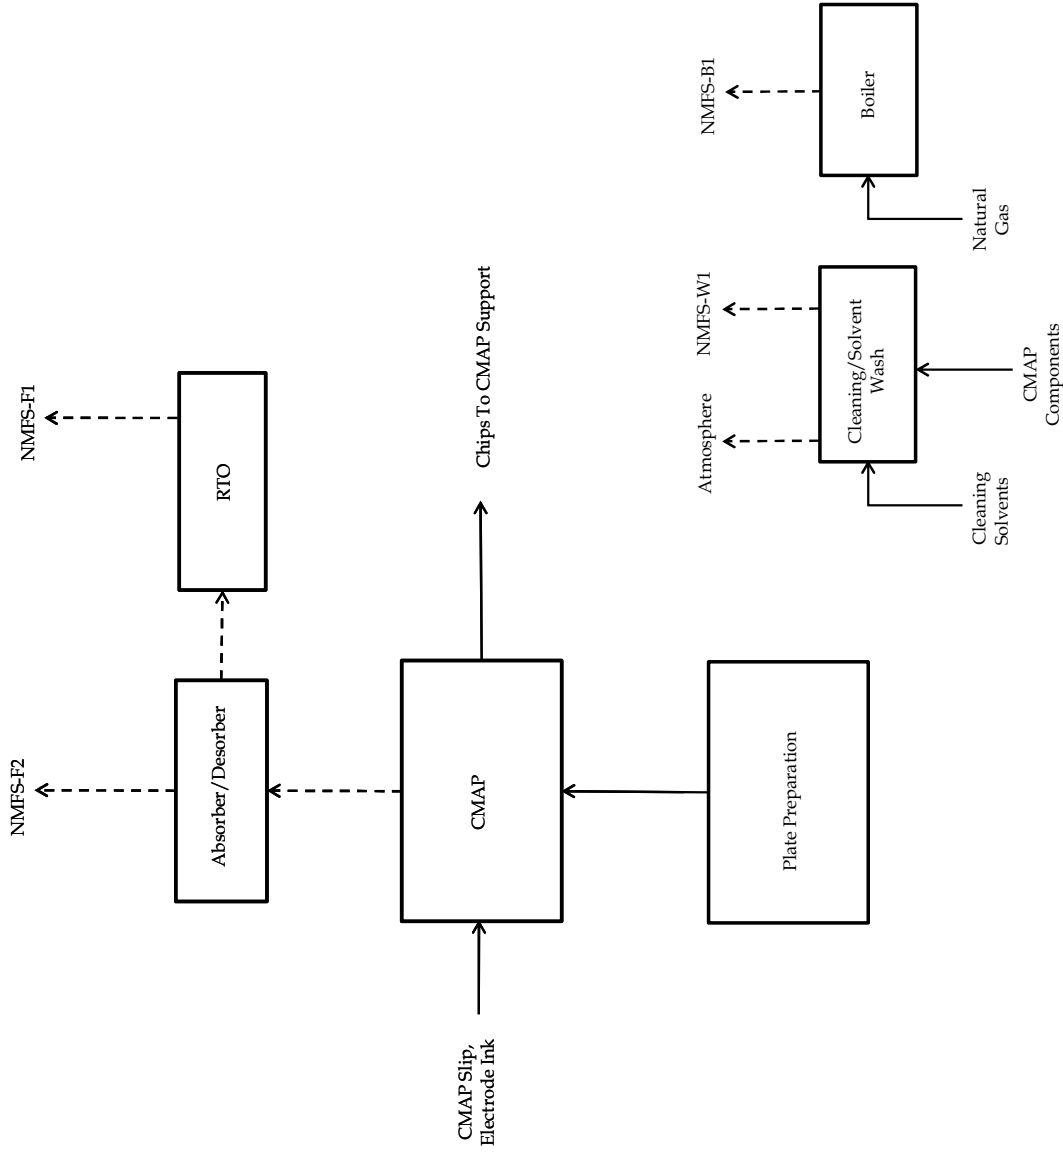 NMFS-F2
NMFS-F1
Absorber/Desorber
RTO
CMAP Slip,
Electrode Ink
CMAP
Chips To CMAP Support
Plate Preparation
Atmosphere
NMFS-W1
NMFS-B1
Cleaning/Solvent
Wash
Boiler
Cleaning
Solvents
CMAP
Components
Natural
Gas